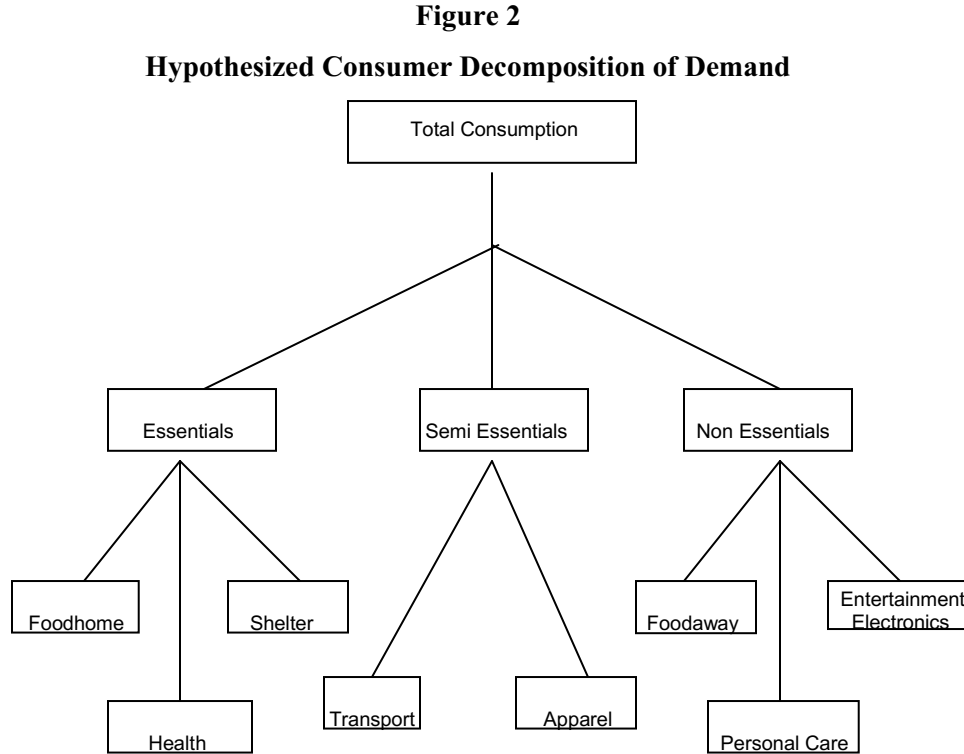 Figure 2
Hypothesized Consumer Decomposition of Demand
Total Consumption
Essentials
Semi Essentials
Non Essentials
Foodhome
Shelter
Foodaway
Entertainment
Electronics
Health
Transport
Apparel
Personal Care